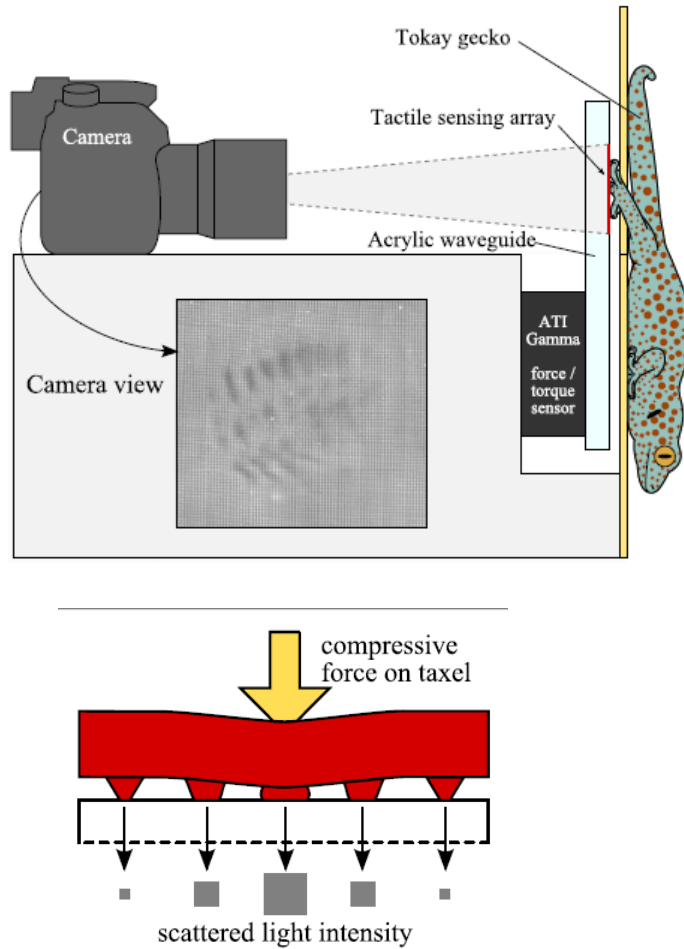 Tokay gecko
Camera
Tactile sensing
array
Acrylic waveguide
ATI
Gamma
force /
torque
sensor
Camera view
compressive
force on taxel
scattered light intensity